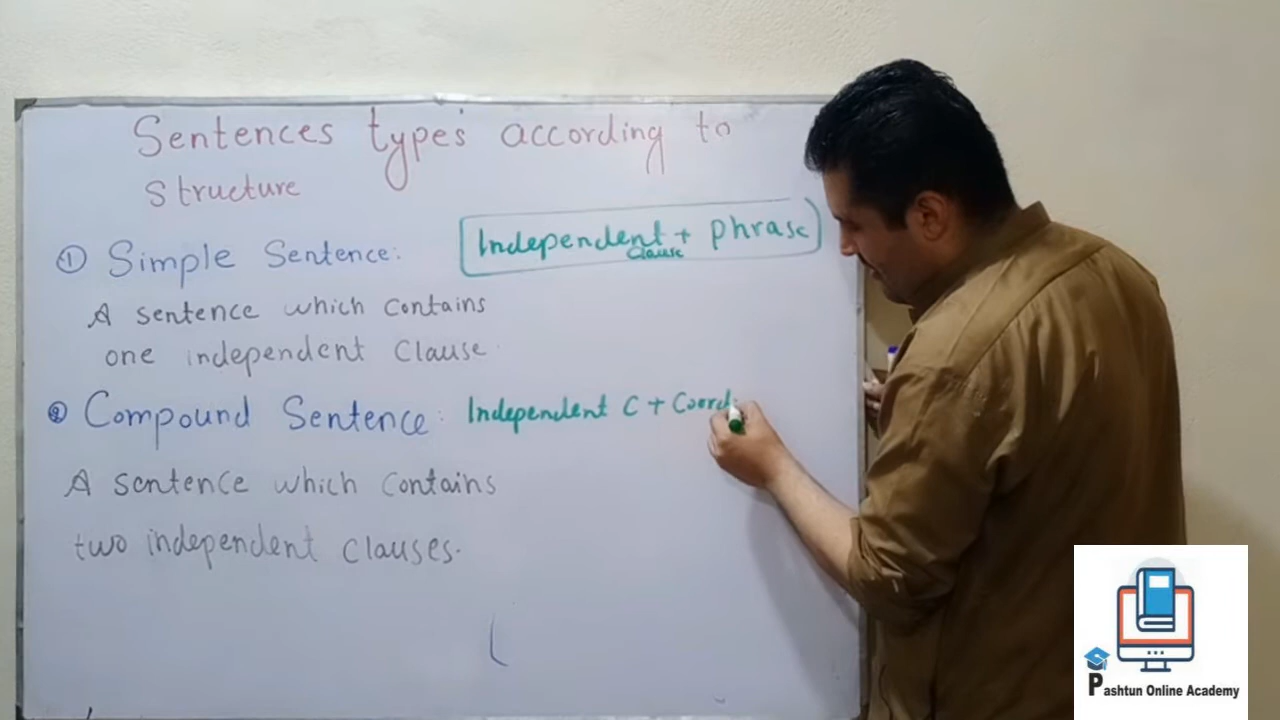 Sentences types according to
structure
① Simple Sentence:
Independent + Phrase
Clause
A sentence which contains
one independent Clause.
② Compound Sentence: Independent C + Coord
A sentence which contains
two independent clauses.
Pashtun Online Academy